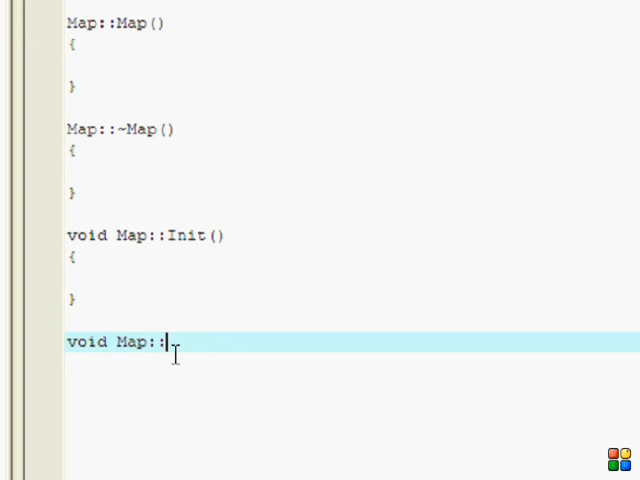 Map::Map()
{
}
Map::~Map()
{
}
void Map::Init()
{
}
void Map::